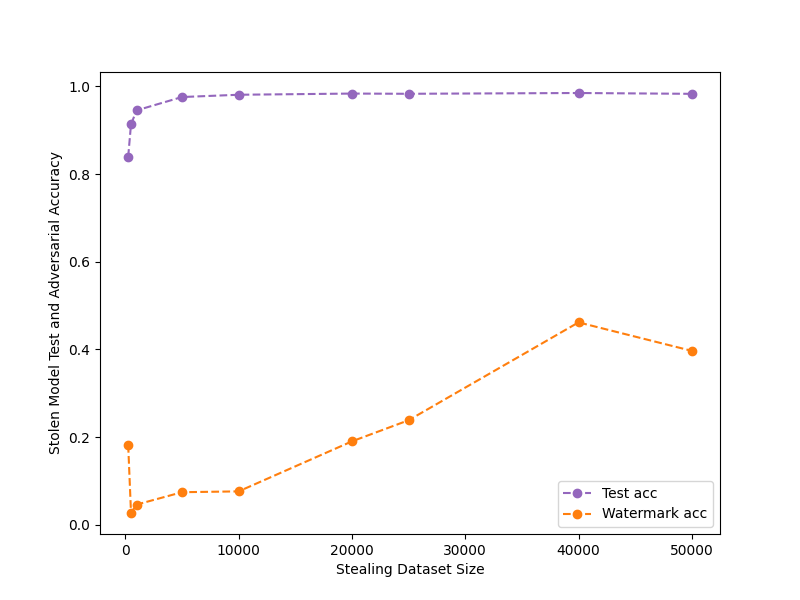 1.0
0.8
0.6
0.4
0.2
0.0
Stolen Model Test and Adversarial Accuracy
Test acc
Watermark acc
0 10000 20000 30000 40000 50000
Stealing Dataset Size